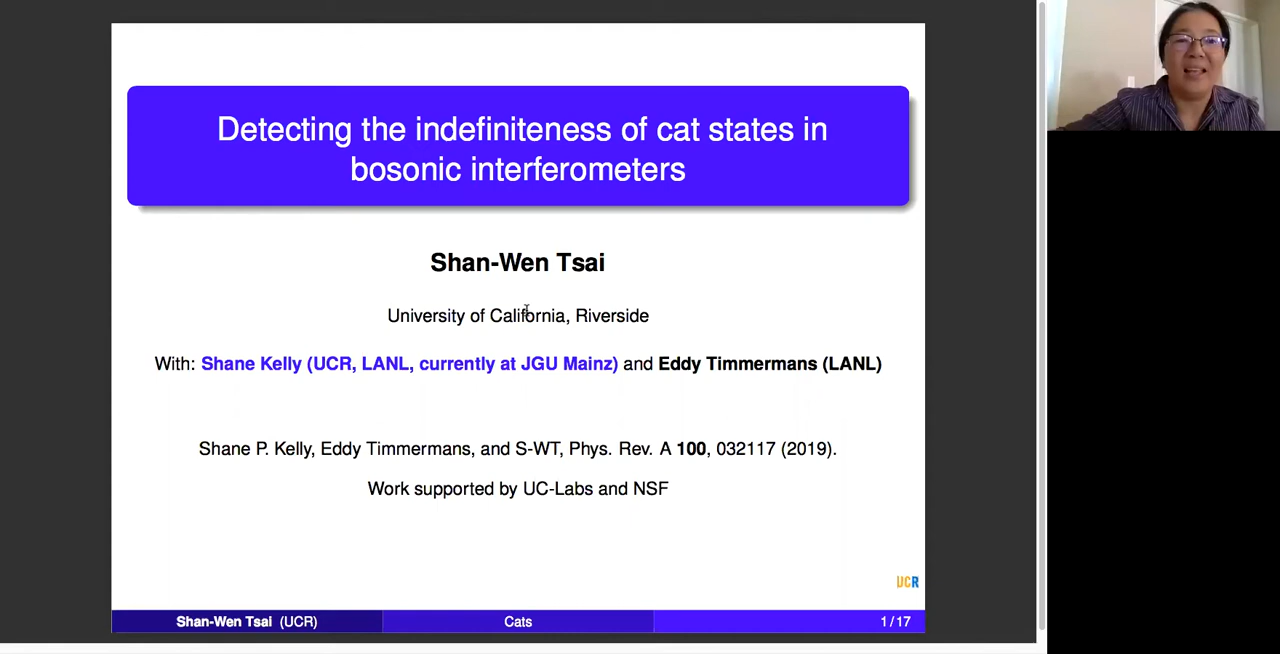 Detecting the indefiniteness of cat states in
bosonic interferometers
Shan-Wen Tsai
University of California, Riverside
With: Shane Kelly (UCR, LANL, currently at JGU Mainz) and Eddy Timmermans (LANL)
Shane P. Kelly, Eddy Timmermans, and S-WT, Phys. Rev. A 100, 032117 (2019).
Work supported by UC-Labs and NSF
UCR
Shan-Wen Tsai (UCR)
Cats
1 / 17